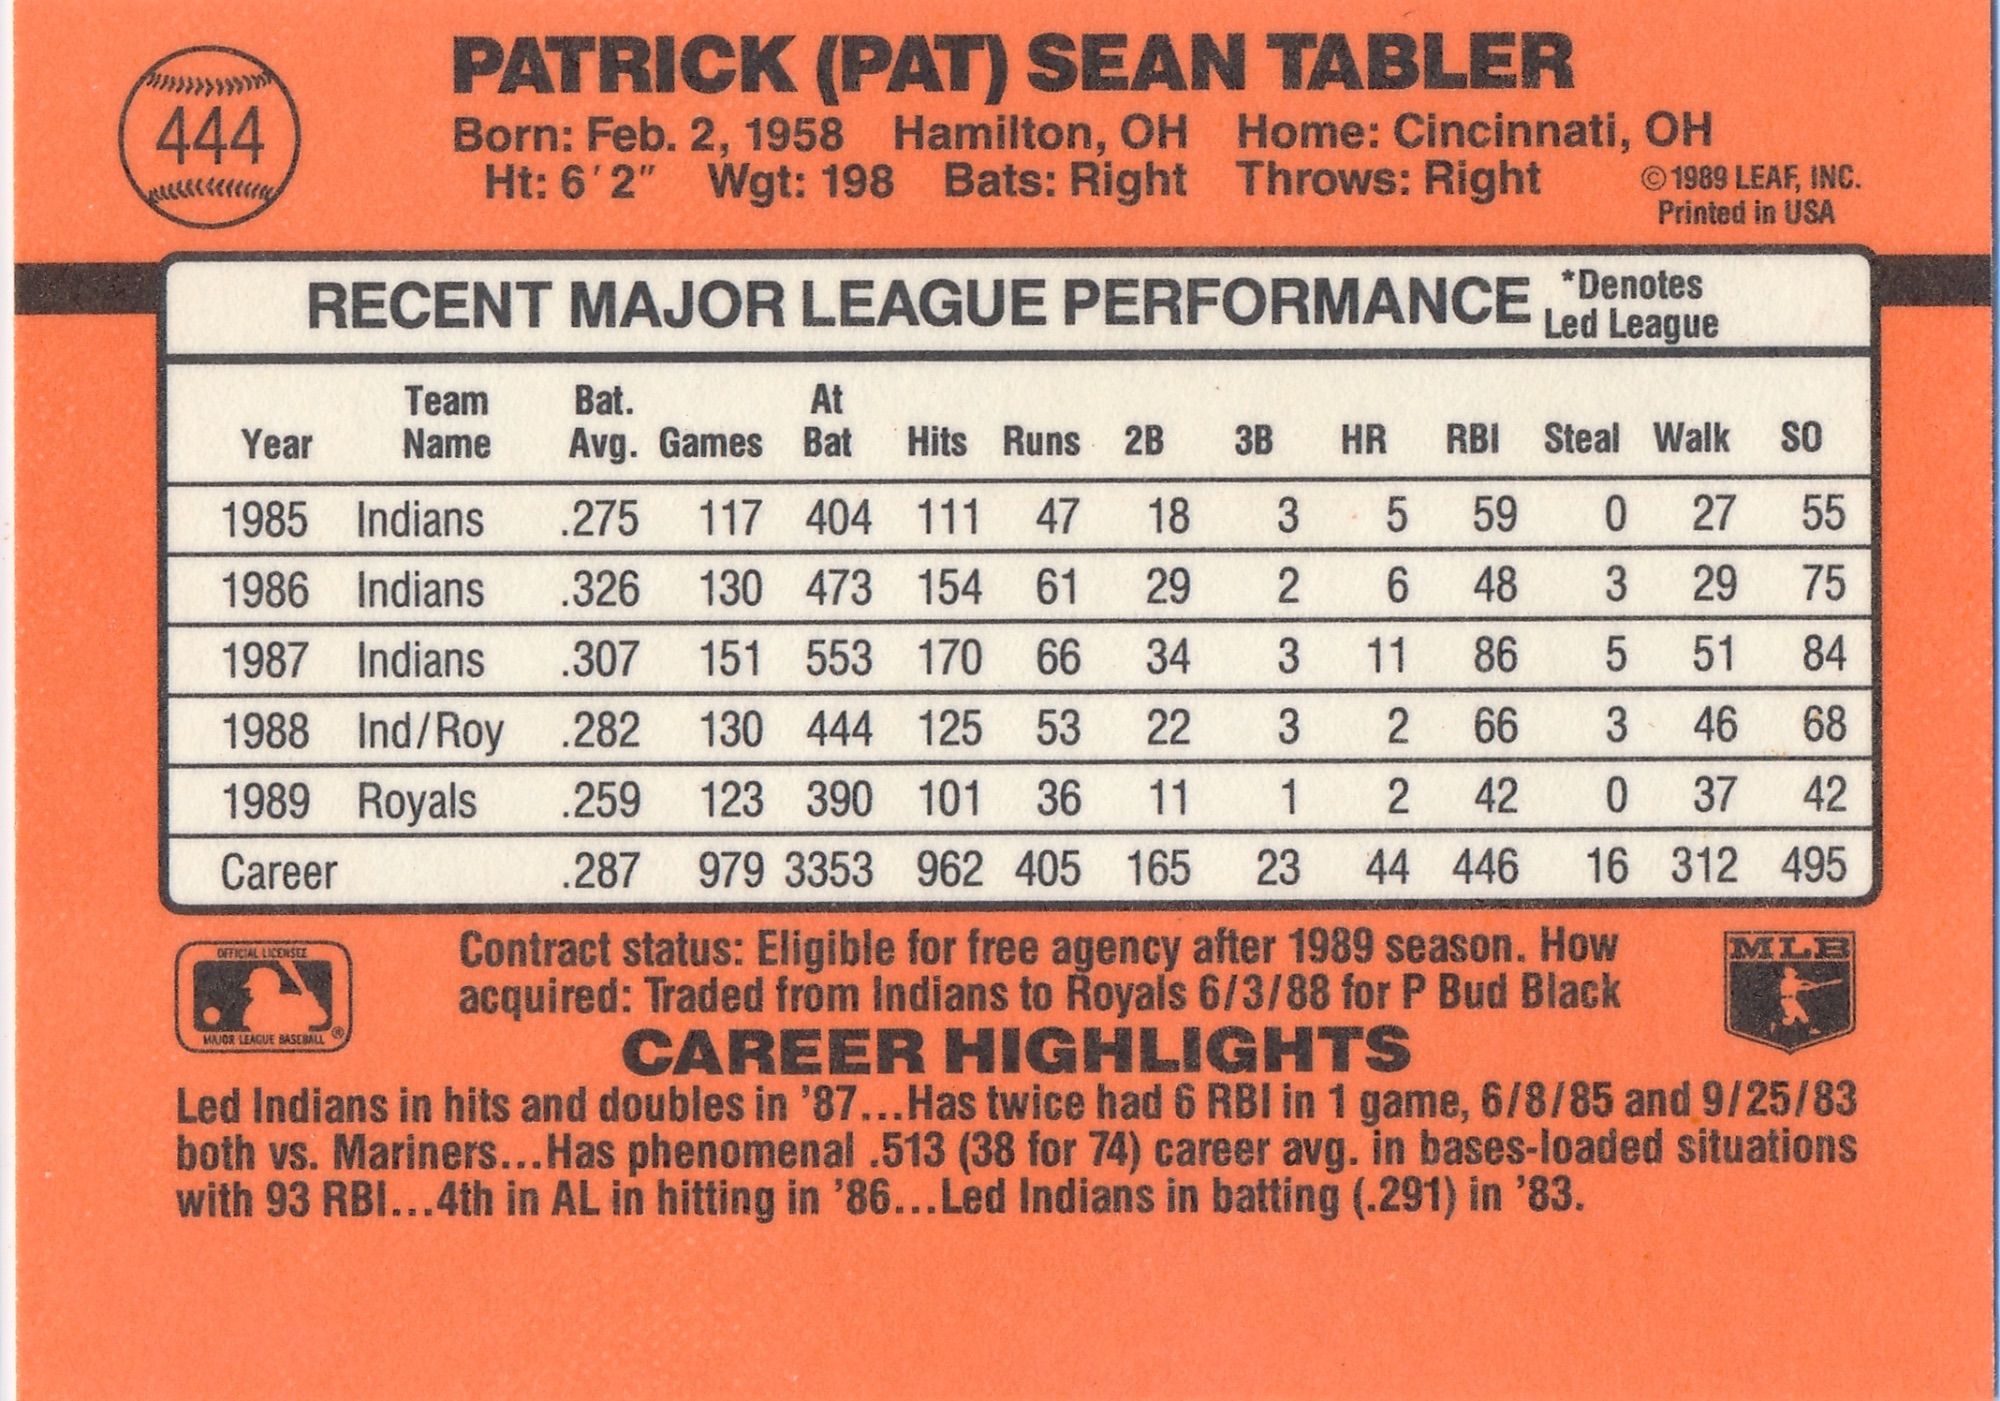 PATRICK (PAT) SEAN TABLER
444
Born: Feb. 2, 1958 Hamilton, OH Home: Cincinnati, OH
Ht: 6'2" Wgt: 198 Bats: Right Throws: Right
©1989 LEAF, INC.
Printed in USA
RECENT MAJOR LEAGUE PERFORMANCE
*Denotes
Led League
Year Team Name Bat. Avg. Games At Bat Hits Runs 2B 3B HR RBI Steal Walk SO
1985 Indians .275 117 404 111 47 18 3 5 59 0 27 55
1986 Indians .326 130 473 154 61 29 2 6 48 3 29 75
1987 Indians .307 151 553 170 66 34 3 11 86 5 51 84
1988 Ind/Roy .282 130 444 125 53 22 3 2 66 3 46 68
1989 Royals .259 123 390 101 36 11 1 2 42 0 37 42
Career .287 979 3353 962 405 165 23 44 446 16 312 495
OFFICIAL LICENSEE
MAJOR LEAGUE BASEBALL ®
Contract status: Eligible for free agency after 1989 season. How
acquired: Traded from Indians to Royals 6/3/88 for P Bud Black
MLB
CAREER HIGHLIGHTS
Led Indians in hits and doubles in '87...Has twice had 6 RBI in 1 game, 6/8/85 and 9/25/83
both vs. Mariners...Has phenomenal .513 (38 for 74) career avg. in bases-loaded situations
with 93 RBI...4th in AL in hitting in '86...Led Indians in batting (.291) in '83.